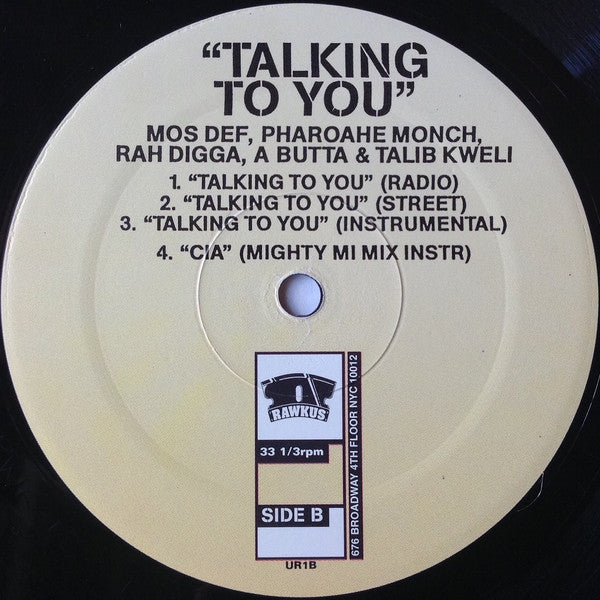 “TALKING
TO YOU”
MOS DEF, PHAROAHE MONCH,
RAH DIGGA, A BUTTA & TALIB KWELI
1. “TALKING TO YOU” (RADIO)
2. “TALKING TO YOU” (STREET)
3. “TALKING TO YOU” (INSTRUMENTAL)
4. “CIA” (MIGHTY MI MIX INSTR)
RAWKUS
33 1/3rpm
SIDE B
676 BROADWAY 4TH FLOOR NYC 10012
UR1B